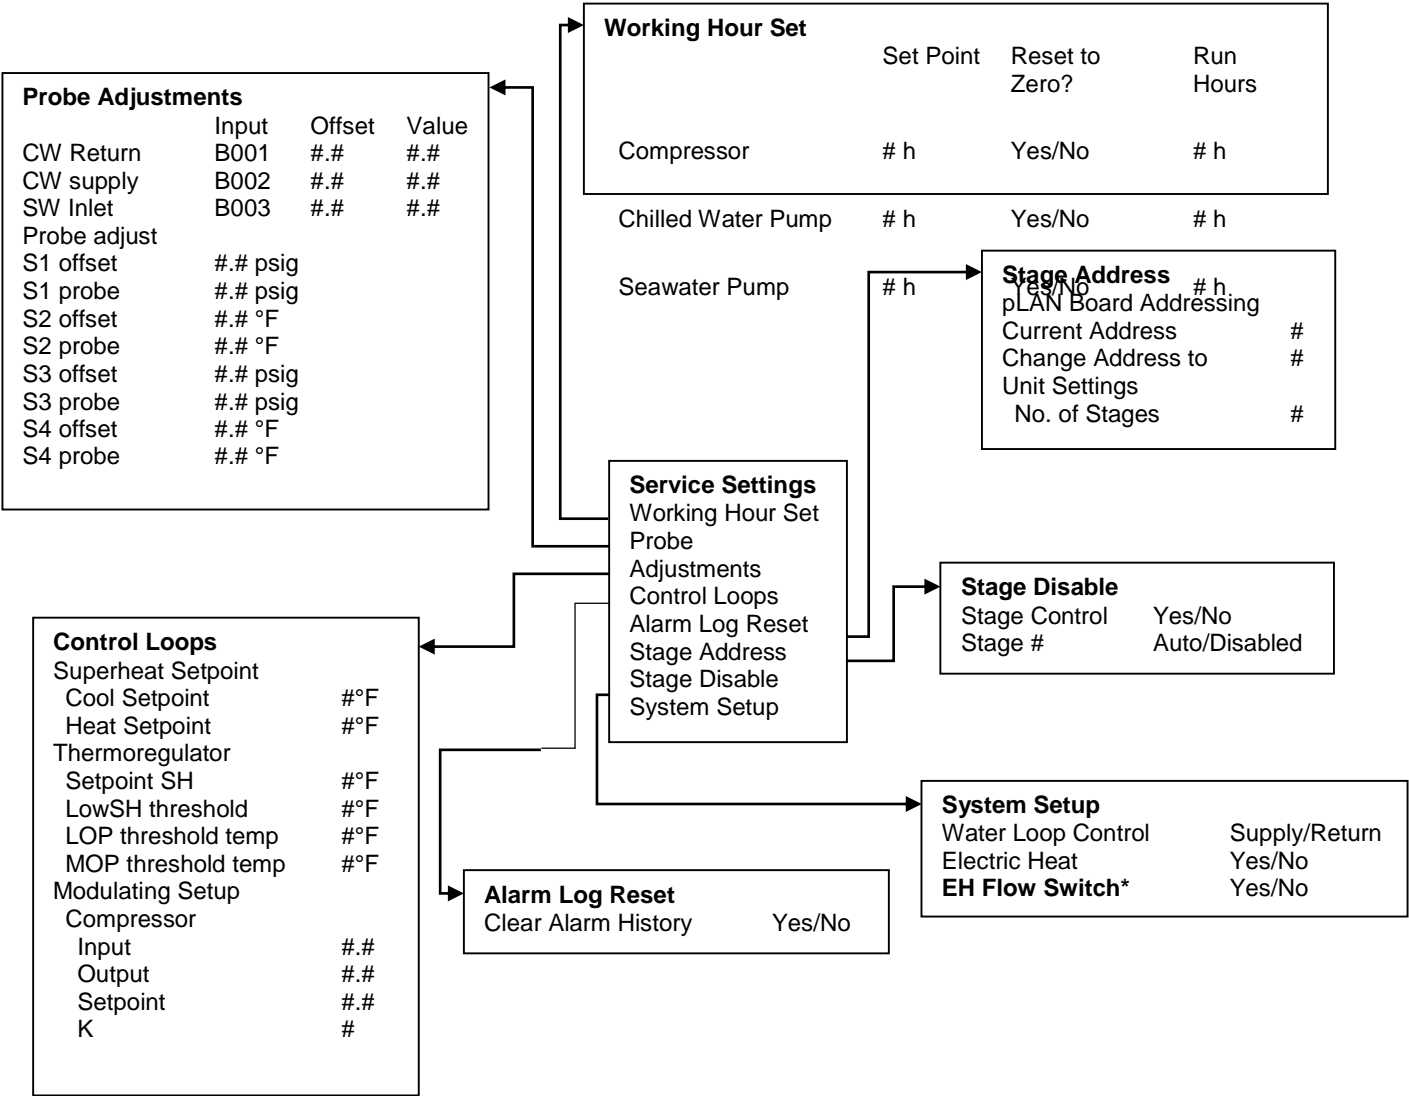 Working Hour Set
Set Point Reset to Zero? Run Hours
Compressor # h Yes/No # h
Chilled Water Pump # h Yes/No # h
Seawater Pump # h Yes/No # h
Probe Adjustments
Input Offset Value
CW Return B001 #.# #.#
CW supply B002 #.# #.#
SW Inlet B003 #.# #.#
Probe adjust
S1 offset #.# psig
S1 probe #.# psig
S2 offset #.# °F
S2 probe #.# °F
S3 offset #.# psig
S3 probe #.# psig
S4 offset #.# °F
S4 probe #.# °F
Stage Address
pLAN Board Addressing
Current Address #
Change Address to #
Unit Settings
No. of Stages #
Service Settings
Working Hour Set
Probe
Adjustments
Control Loops
Alarm Log Reset
Stage Address
Stage Disable
System Setup
Stage Disable
Stage Control Yes/No
Stage # Auto/Disabled
Control Loops
Superheat Setpoint
Cool Setpoint #°F
Heat Setpoint #°F
Thermoregulator
Setpoint SH #°F
LowSH threshold #°F
LOP threshold temp #°F
MOP threshold temp #°F
Modulating Setup
Compressor
Input #.#
Output #.#
Setpoint #.#
K #
System Setup
Water Loop Control Supply/Return
Electric Heat Yes/No
EH Flow Switch* Yes/No
Alarm Log Reset
Clear Alarm History Yes/No